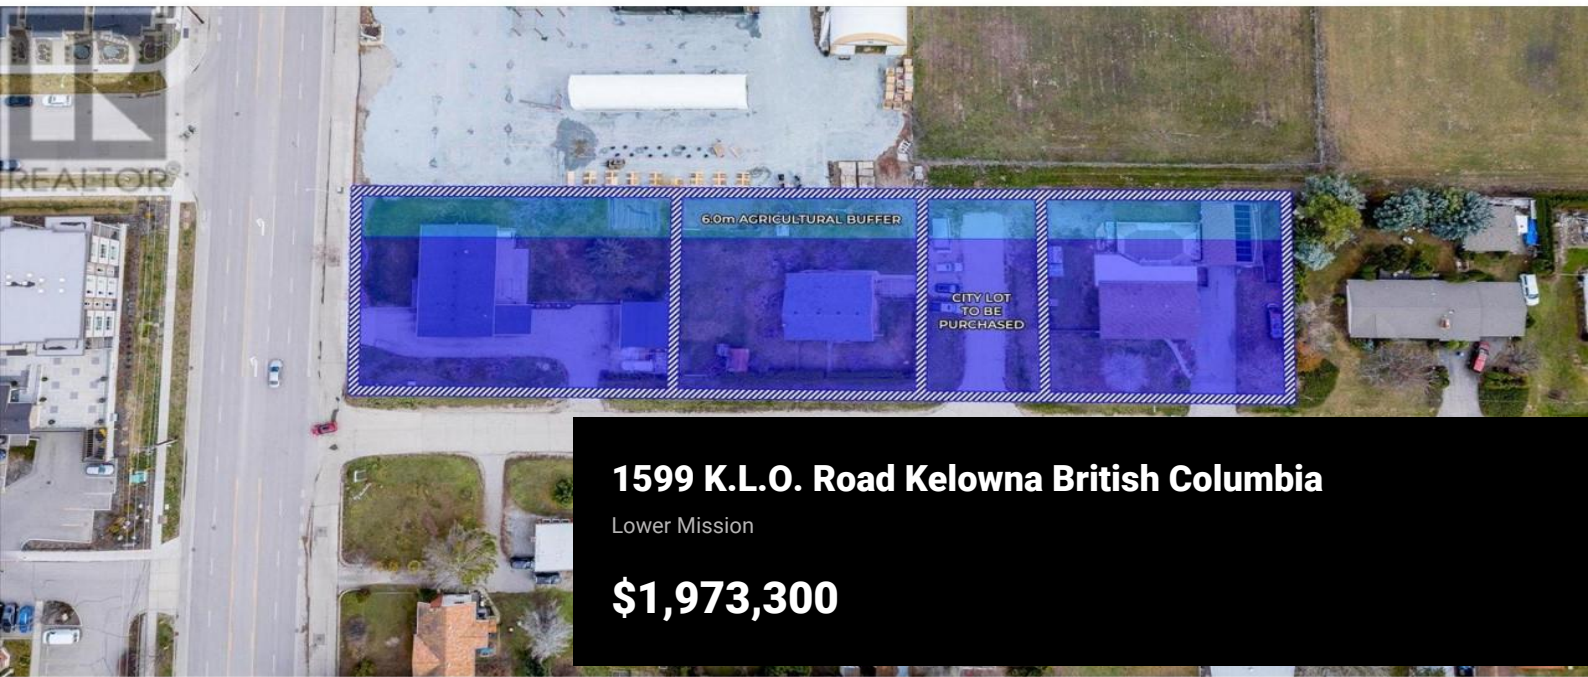 REALTOR®
6.0m AGRICULTURAL BUFFER
CITY LOT
TO BE
PURCHASED
1599 K.L.O. Road Kelowna British Columbia
Lower Mission
$1,973,300